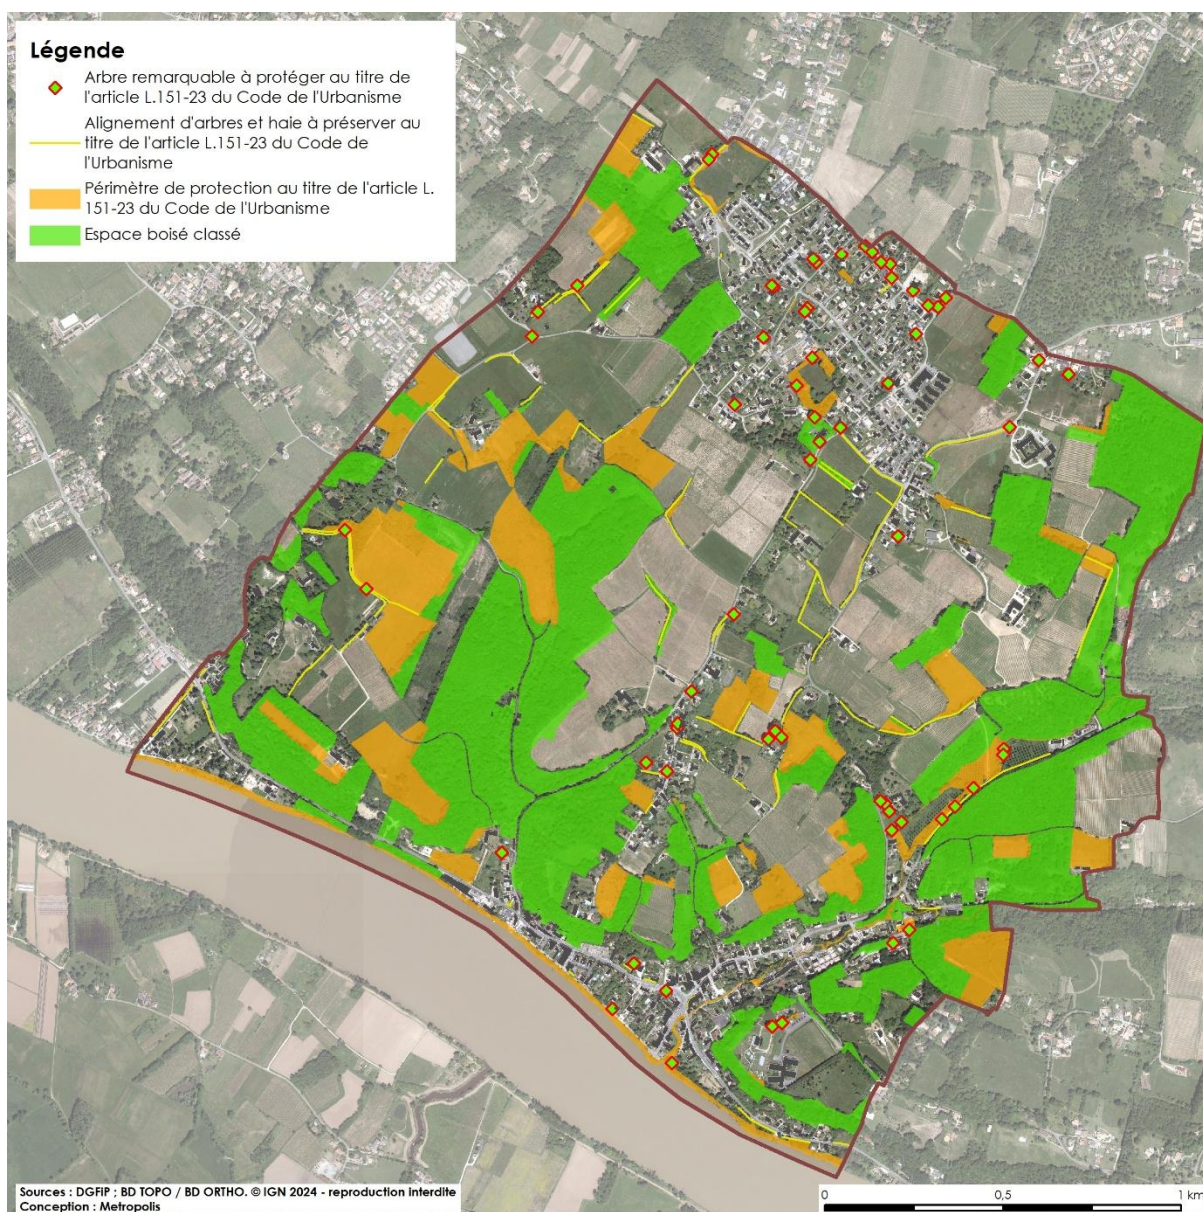 Légende
Arbre remarquable à protéger au titre de
l'article L.151-23 du Code de l'Urbanisme
Alignement d'arbres et haie à préserver au
titre de l'article L.151-23 du Code de
l'Urbanisme
Périmètre de protection au titre de l'article L.
151-23 du Code de l'Urbanisme
Espace boisé classé
Sources : DGFIP ; BD TOPO / BD ORTHO. © IGN 2024 - reproduction interdite
Conception : Metropolis
0 0,5 1 km